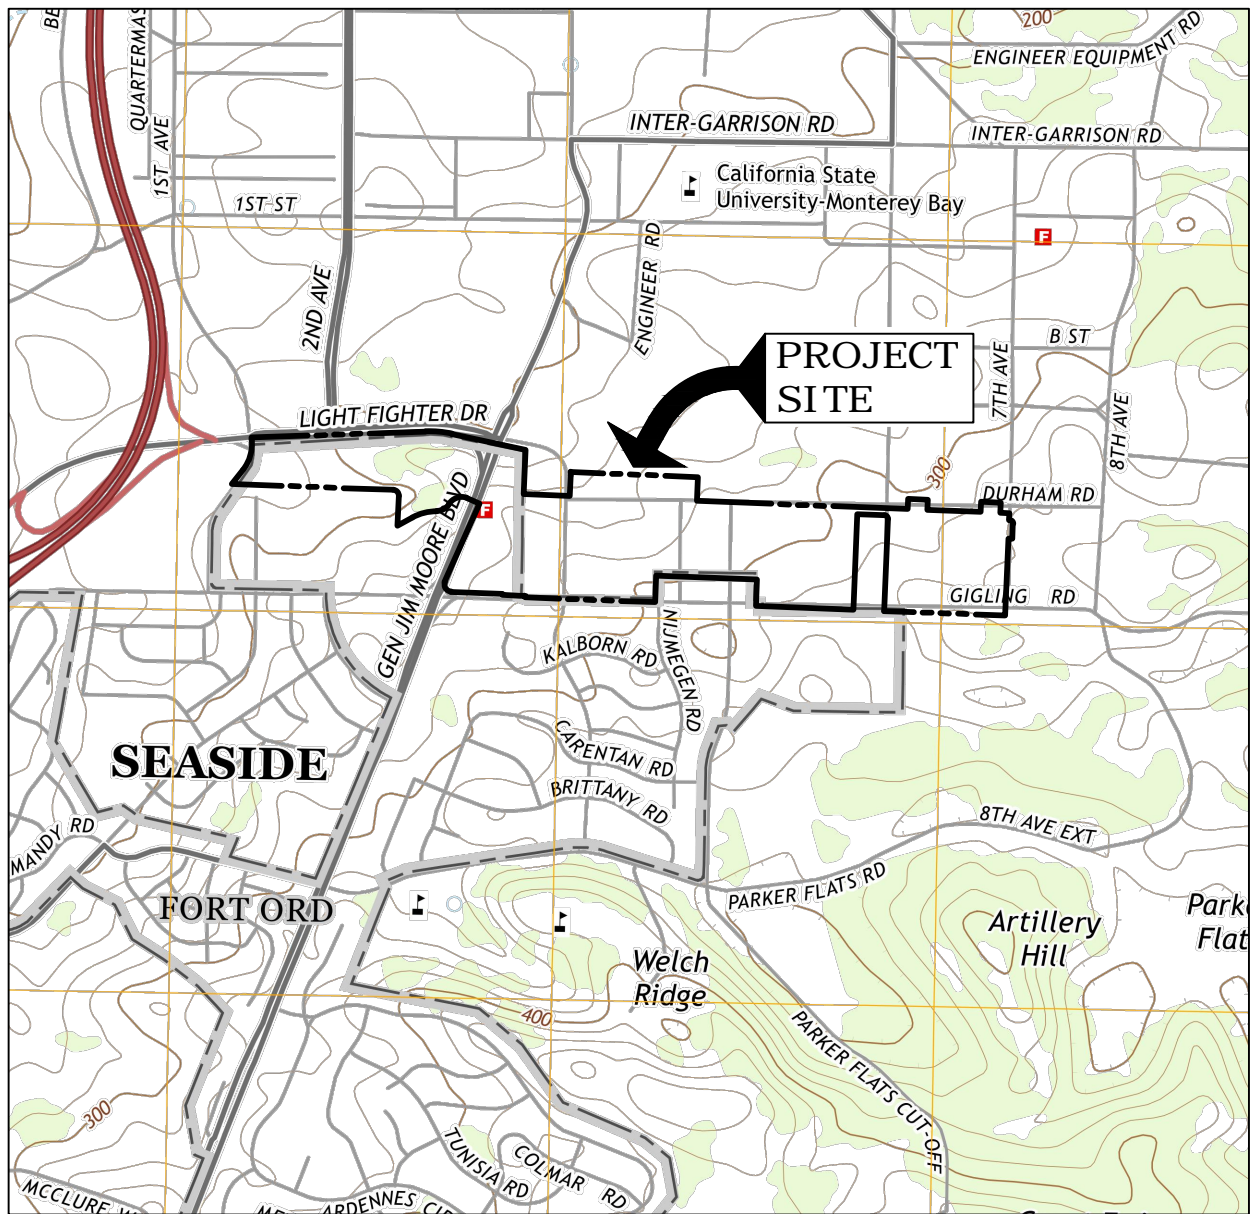 200
ENGINEER EQUIPMENT RD
QUARTERMAS
1ST AVE
INTER-GARRISON RD
INTER-GARRISON RD
California State
University-Monterey Bay
1ST ST
F
ENGINEER RD
2ND AVE
B ST
7TH AVE
PROJECT
SITE
8TH AVE
LIGHT FIGHTER DR
300
DURHAM RD
F
GEN JIM MOORE BLVD
GIGLING RD
KALBORN RD
NIJMEGEN RD
CARENTAN RD
SEASIDE
BRITTANY RD
8TH AVE EXT
MANDY RD
PARKER FLATS RD
FORT ORD
Artillery
Hill
Park
Flat
Welch
Ridge
400
PARKER FLATS CUT-OFF
300
TUNISIA RD
COLMAR RD
MCCLURE W
ARDENNES CIR